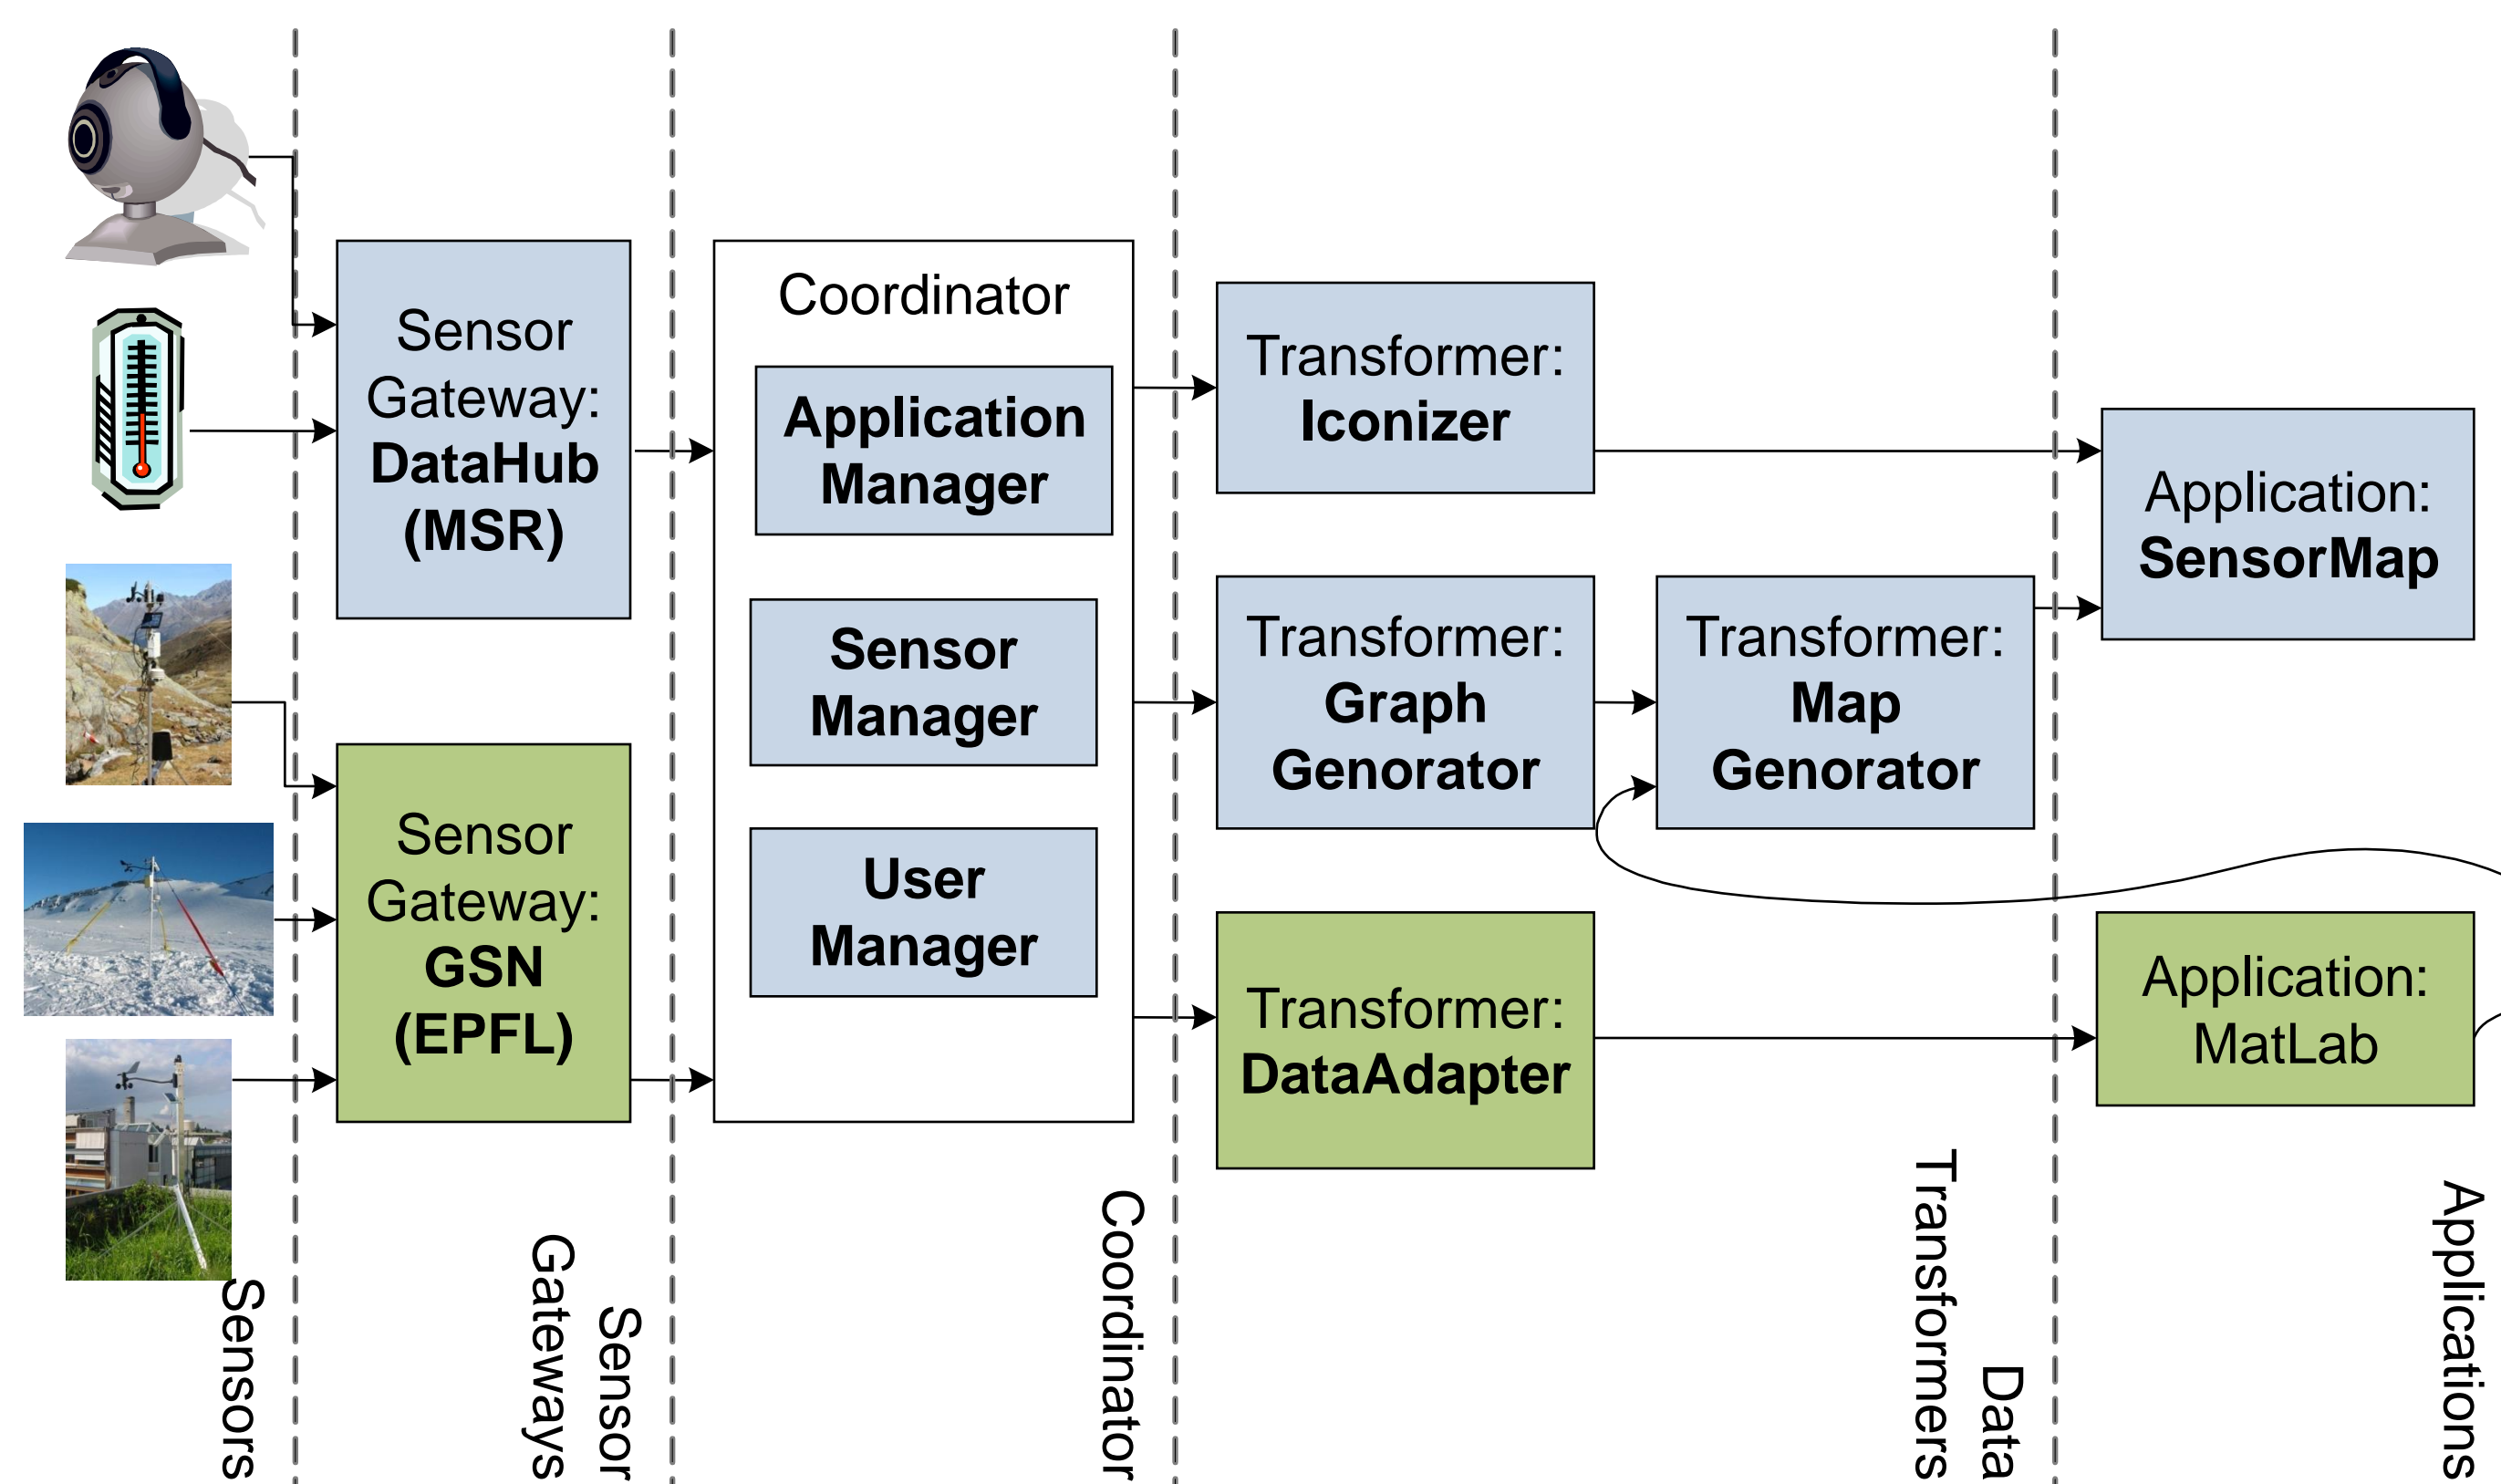 Sensor
Gateway:
DataHub
(MSR)
Sensor
Gateway:
GSN
(EPFL)
Coordinator
Application
Manager
Sensor
Manager
User
Manager
Transformer:
Iconizer
Transformer:
Graph
Genorator
Transformer:
Map
Genorator
Transformer:
DataAdapter
Application:
SensorMap
Application:
MatLab
Sensors
Sensor
Gateways
Coordinator
Data
Transformers
Applications